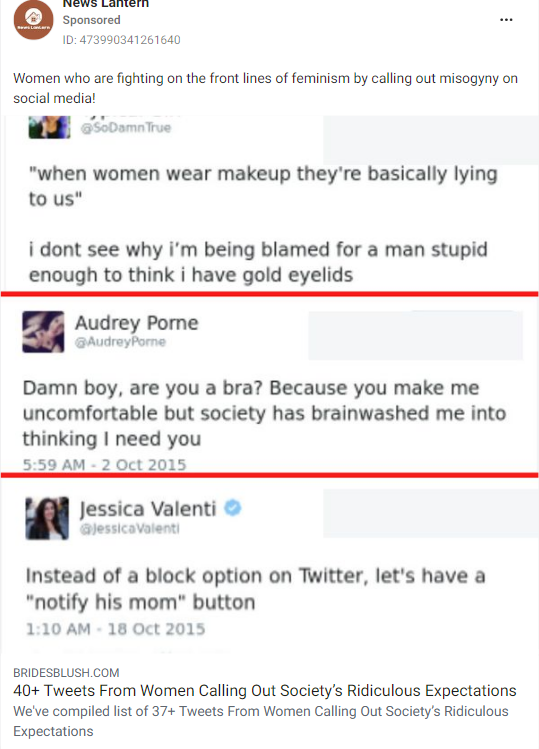 News Lantern
Sponsored
ID: 473990341261640
Women who are fighting on the front lines of feminism by calling out misogyny on
social media!
@SoDamnTrue
"when women wear makeup they're basically lying
to us"
i dont see why i'm being blamed for a man stupid
enough to think i have gold eyelids
Audrey Porne
@AudreyPorne
Damn boy, are you a bra? Because you make me
uncomfortable but society has brainwashed me into
thinking I need you
5:59 AM - 2 Oct 2015
Jessica Valenti
@JessicaValenti
Instead of a block option on Twitter, let's have a
"notify his mom" button
1:10 AM - 18 Oct 2015
BRIDESBLUSH.COM
40+ Tweets From Women Calling Out Society's Ridiculous Expectations
We've compiled list of 37+ Tweets From Women Calling Out Society's Ridiculous
Expectations